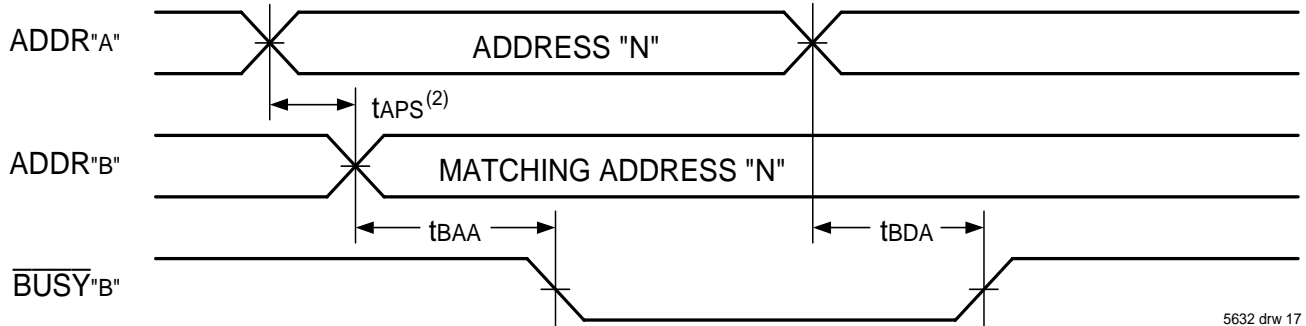 ADDR"A"
ADDRESS "N"
tAPS(2)
ADDR"B"
MATCHING ADDRESS "N"
tBAA
tBDA
BUSY"B"
5632 drw 17